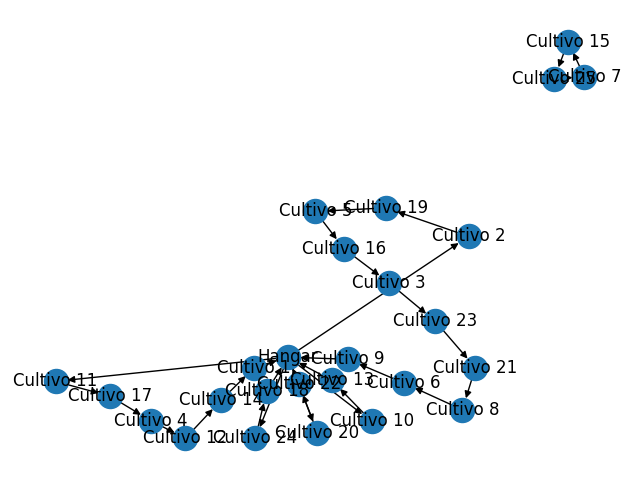 Cultivo 15
Cultivo 25
Cultivo 7
Cultivo 5
Cultivo 19
Cultivo 2
Cultivo 16
Cultivo 3
Cultivo 23
Hangar
Cultivo 9
Cultivo 1
Cultivo 21
Cultivo 11
Cultivo 13
Cultivo 22
Cultivo 6
Cultivo 18
Cultivo 17
Cultivo 14
Cultivo 8
Cultivo 4
Cultivo 10
Cultivo 20
Cultivo 12
Cultivo 24